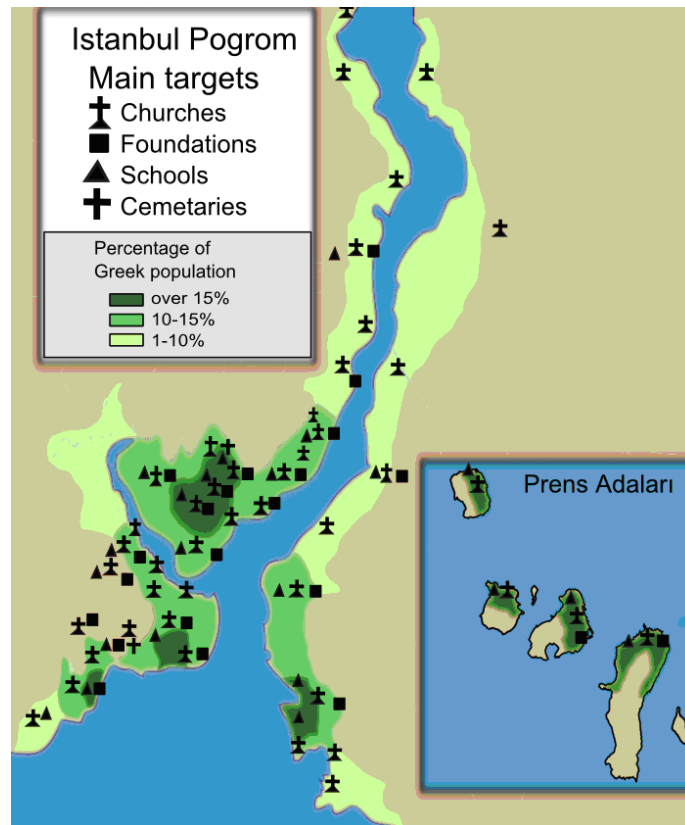 Istanbul Pogrom
Main targets
Churches
Foundations
Schools
Cemetaries
Percentage of
Greek population
over 15%
10-15%
1-10%
Prens Adaları